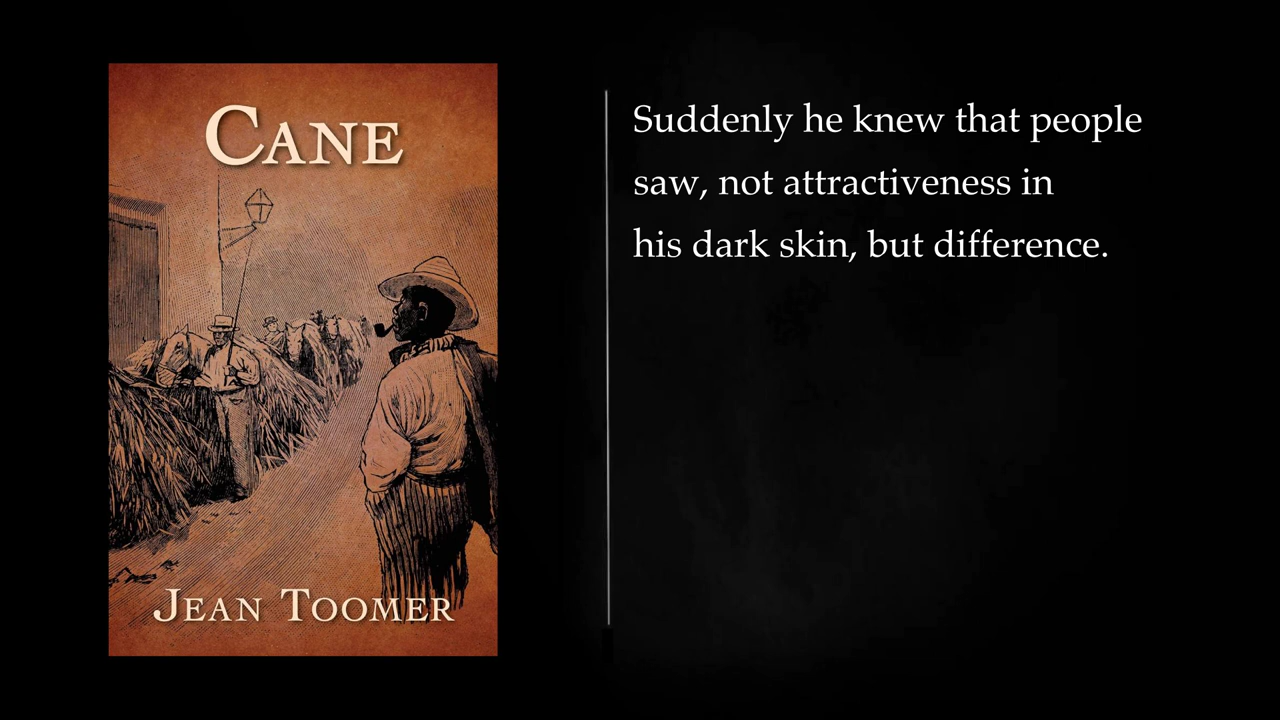 CANE
JEAN TOOMER
Suddenly he knew that people
saw, not attractiveness in
his dark skin, but difference.